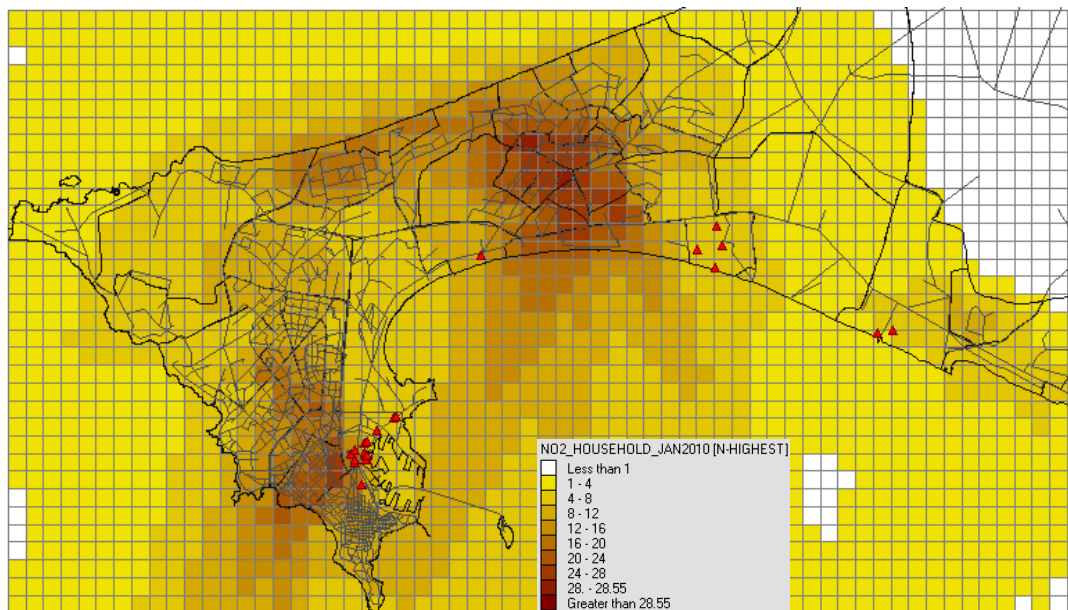 NO2_HOUSEHOLD_JAN2010 [N-HIGHEST]
Less than 1
1 - 4
4 - 8
8 - 12
12 - 16
16 - 20
20 - 24
24 - 28
28. - 28.55
Greater than 28.55